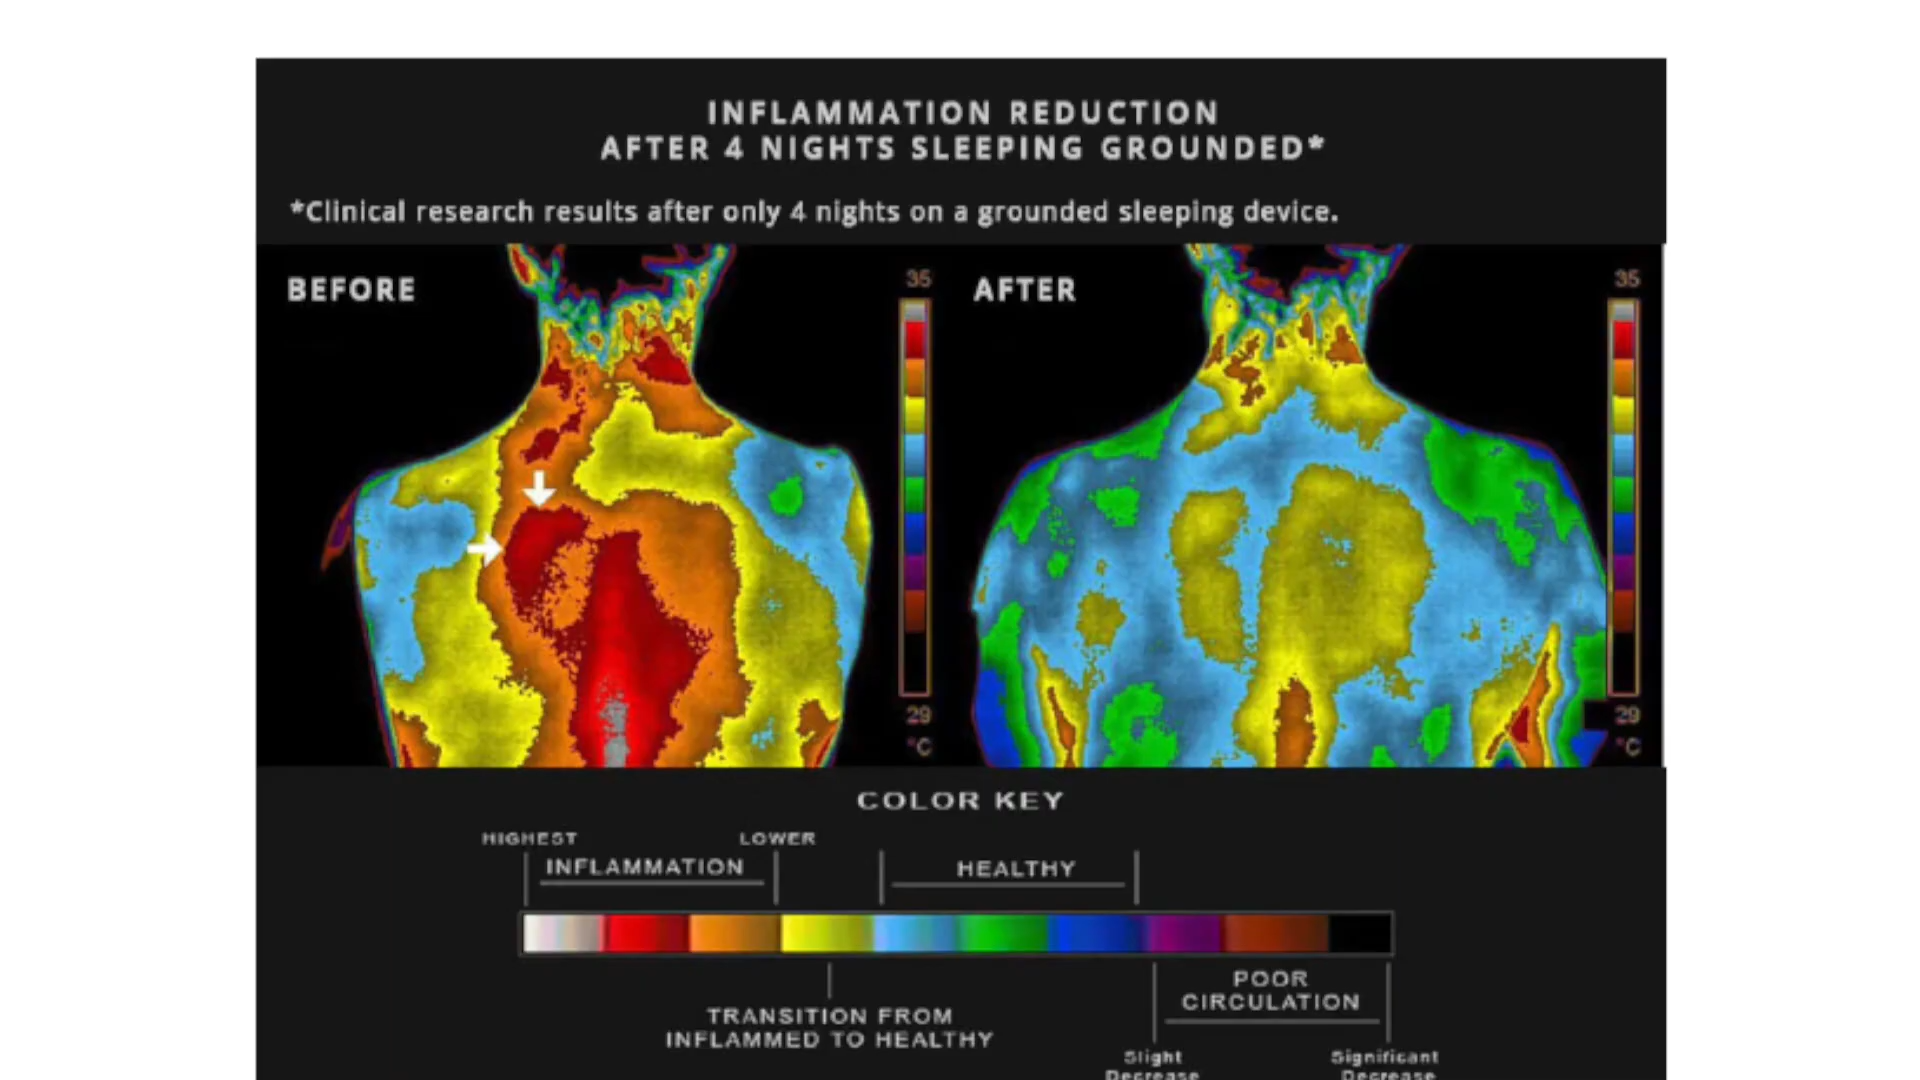 INFLAMMATION REDUCTION
AFTER 4 NIGHTS SLEEPING GROUNDED*
*Clinical research results after only 4 nights on a grounded sleeping device.
BEFORE
35
29
°C
AFTER
35
29
°C
COLOR KEY
HIGHEST LOWER
INFLAMMATION HEALTHY
TRANSITION FROM
INFLAMMED TO HEALTHY
POOR
CIRCULATION
Slight
Decrease
Significant
Decrease